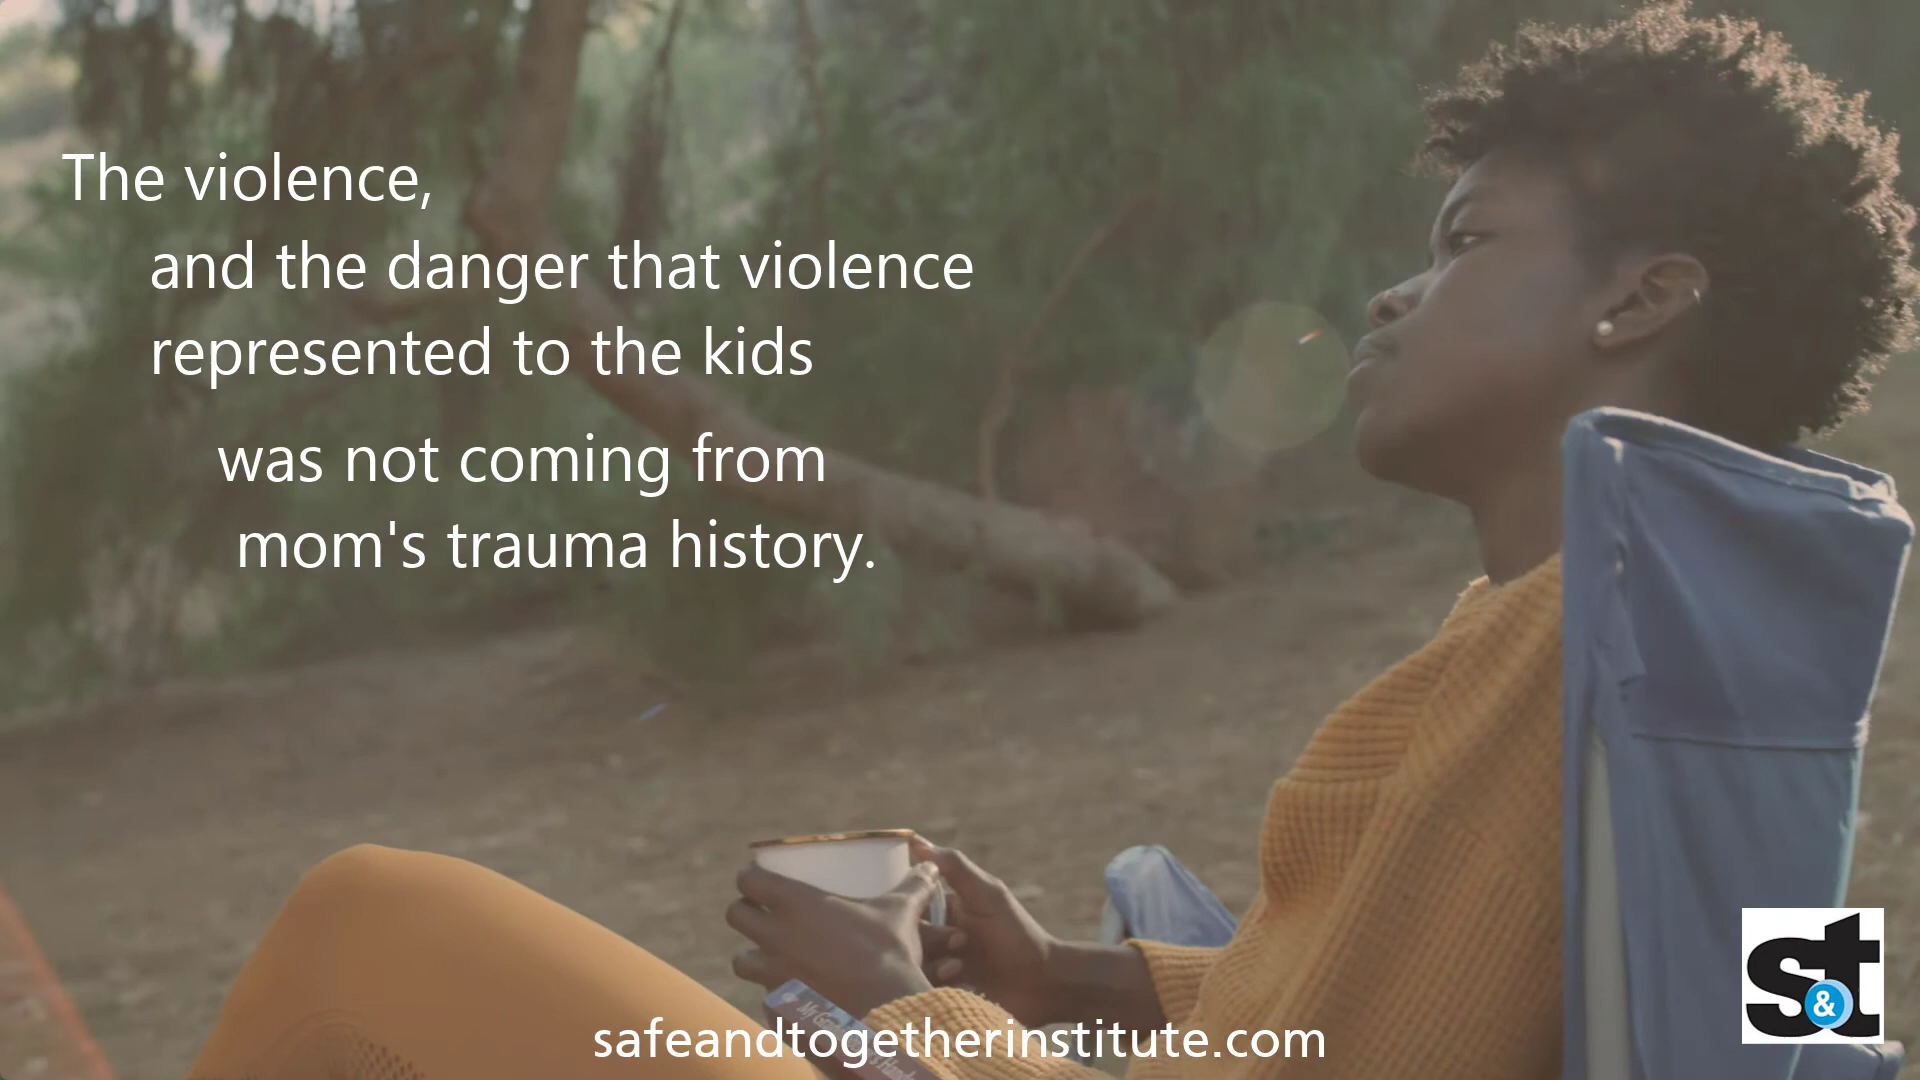 The violence,
and the danger that violence
represented to the kids
was not coming from
mom's trauma history.
s&t
safeandtogetherinstitute.com